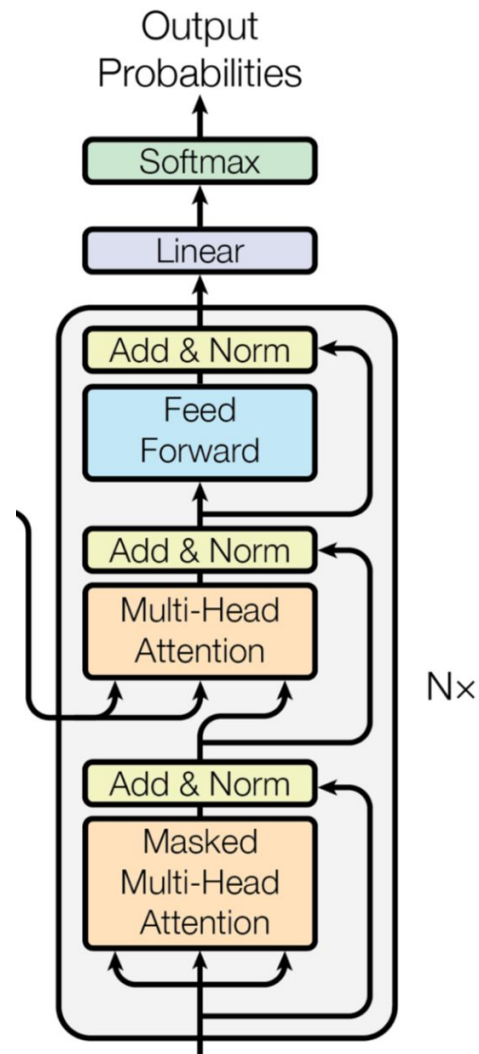 Output
Probabilities
Softmax
Linear
Add & Norm
Feed
Forward
Add & Norm
Multi-Head
Attention
N×
Add & Norm
Masked
Multi-Head
Attention